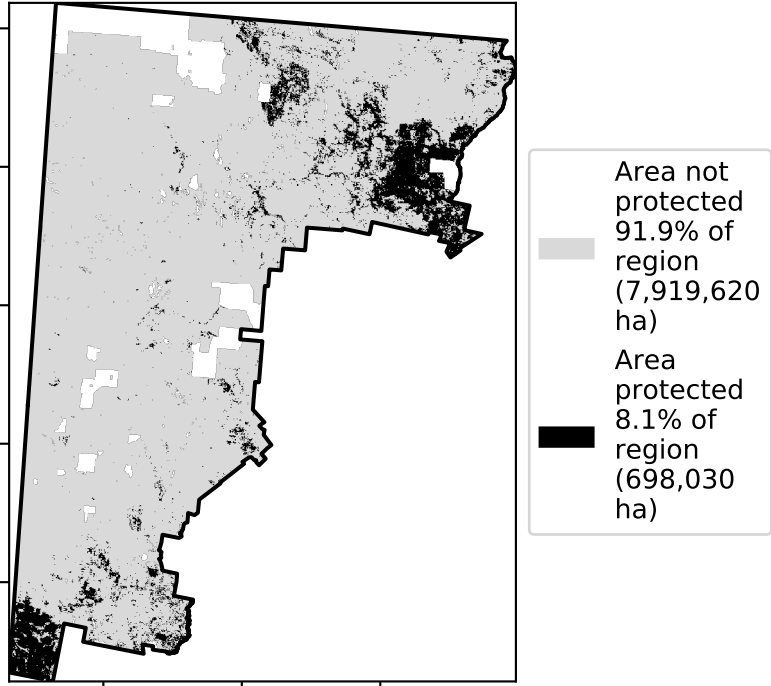 Area not
protected
91.9% of
region
(7,919,620
ha)
Area
protected
8.1% of
region
(698,030
ha)